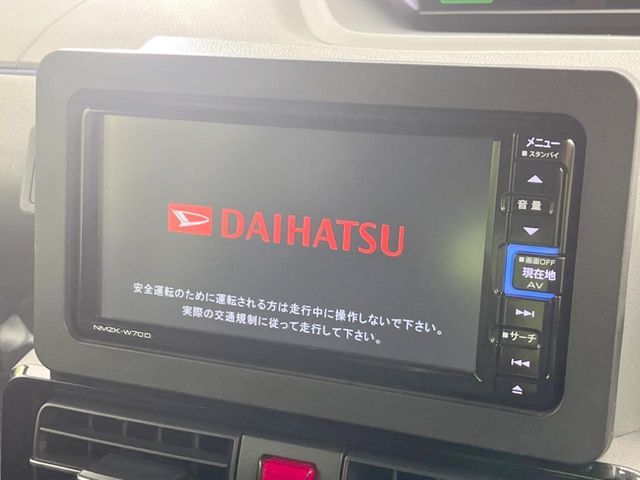 DAIHATSU
安全運転のために運転される方は走行中に操作しないで下さい。
実際の交通規制に従って走行して下さい。
NMZK-W70D
メニュー
■スタンバイ
音量
■画面OFF
現在地
AV
■サーチ